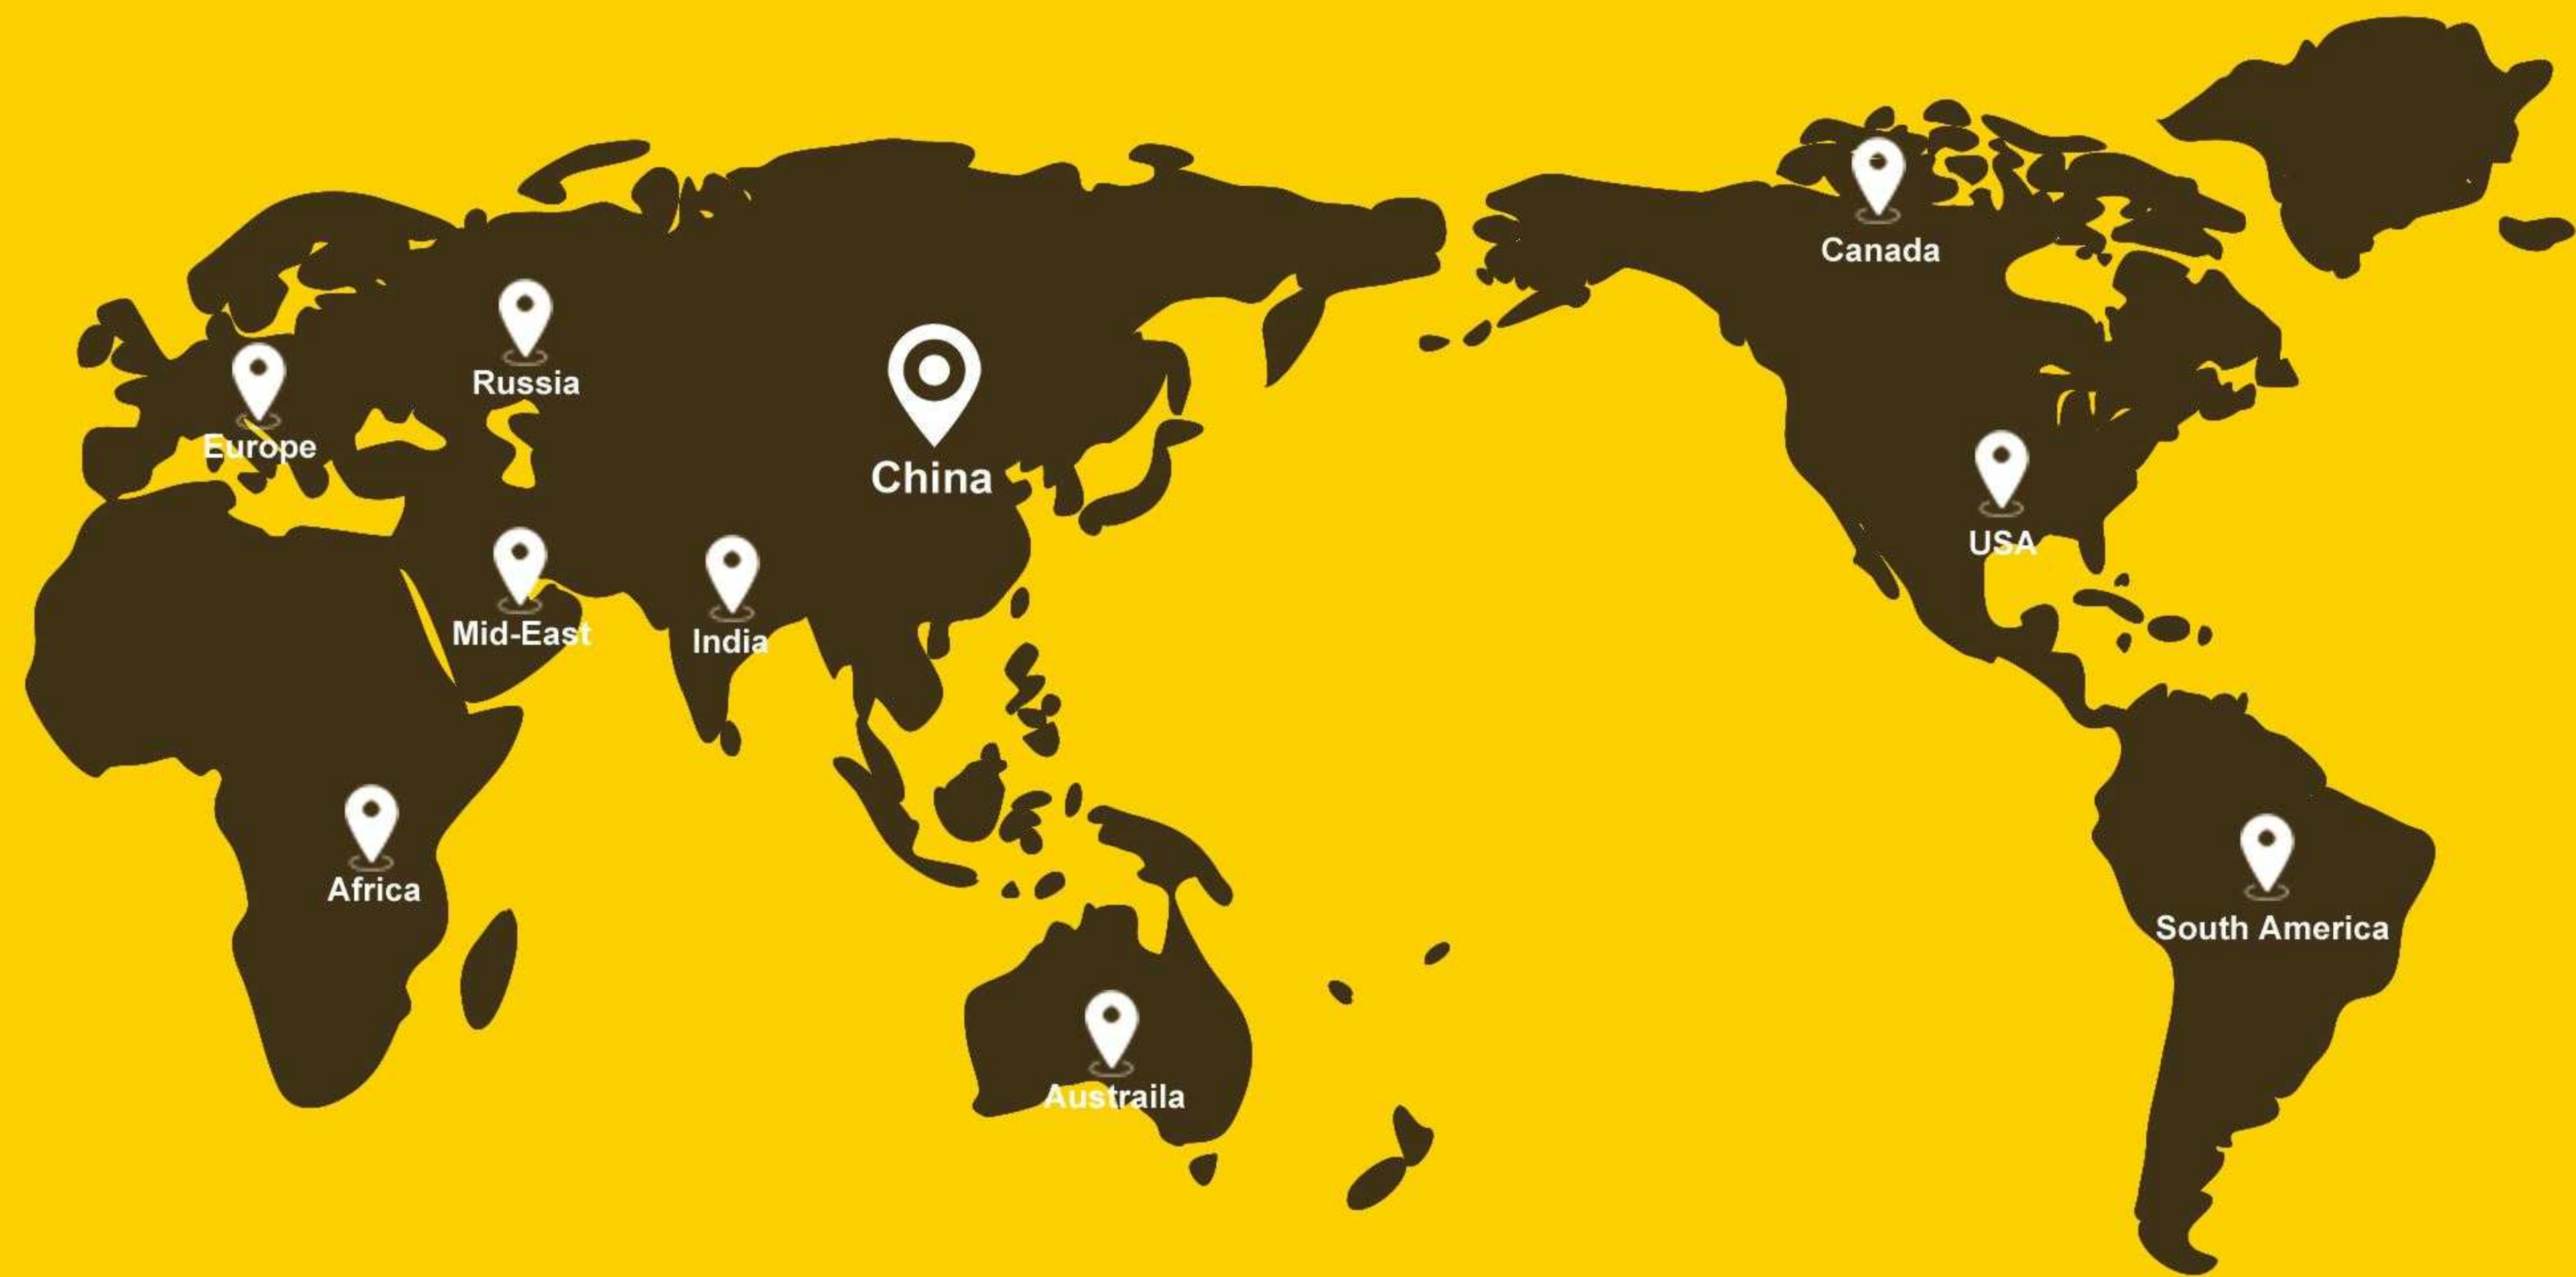 Canada
Russia
Europe
China
USA
Mid-East
India
Africa
South America
Austraila